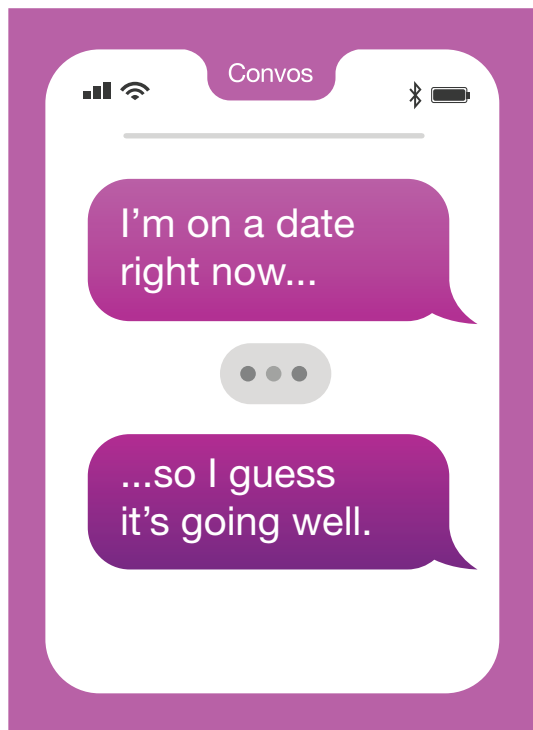 Convos
I’m on a date
right now...
...so I guess
it’s going well.